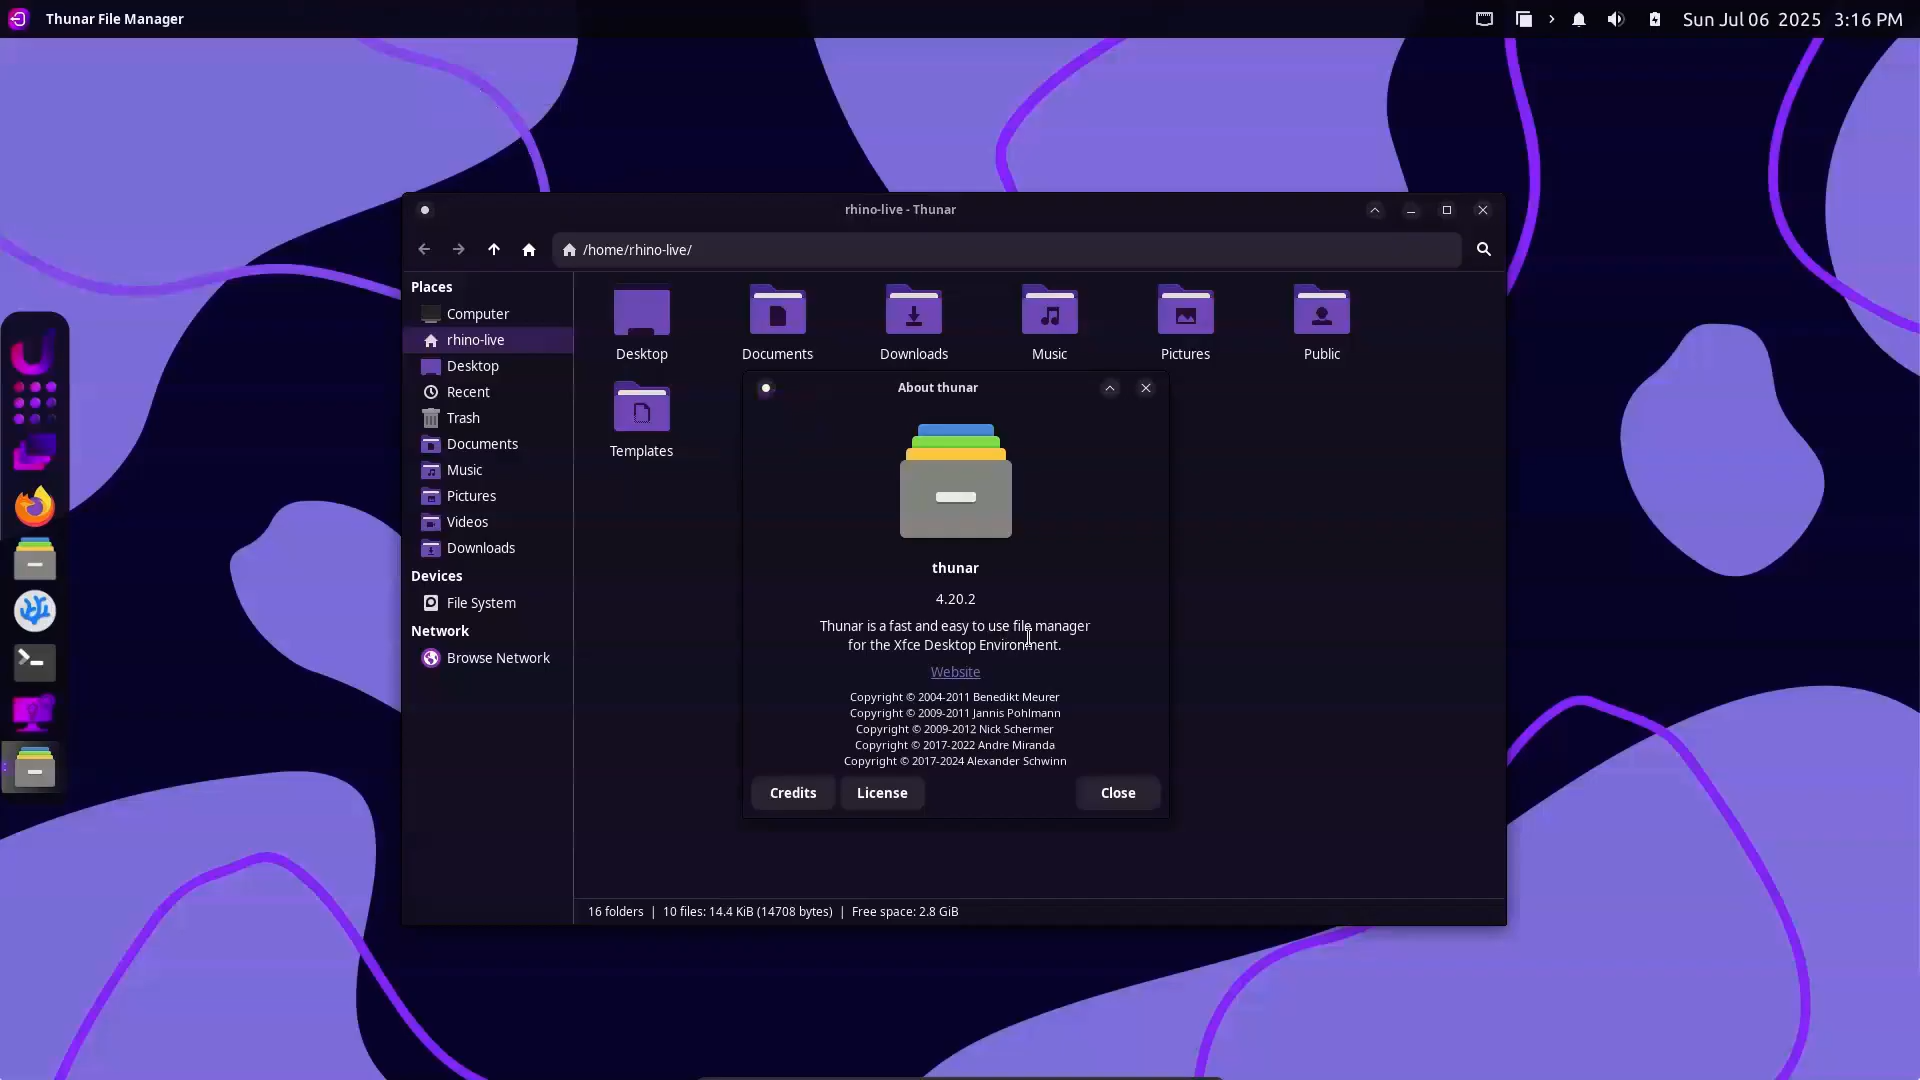 Thunar File Manager
Sun Jul 06 2025 3:16 PM
rhino-live - Thunar
/home/rhino-live/
Places
Computer
rhino-live
Desktop
Recent
Trash
Documents
Music
Pictures
Videos
Downloads
Devices
File System
Network
Browse Network
Desktop
Documents
Downloads
Music
Pictures
Public
Templates
About thunar
thunar
4.20.2
Thunar is a fast and easy to use file manager
for the Xfce Desktop Environment.
Website
Copyright © 2004-2011 Benedikt Meurer
Copyright © 2009-2011 Jannis Pohlmann
Copyright © 2009-2012 Nick Schermer
Copyright © 2017-2022 Andre Miranda
Copyright © 2017-2024 Alexander Schwinn
Credits
License
Close
16 folders | 10 files: 14.4 KiB (14708 bytes) | Free space: 2.8 GiB